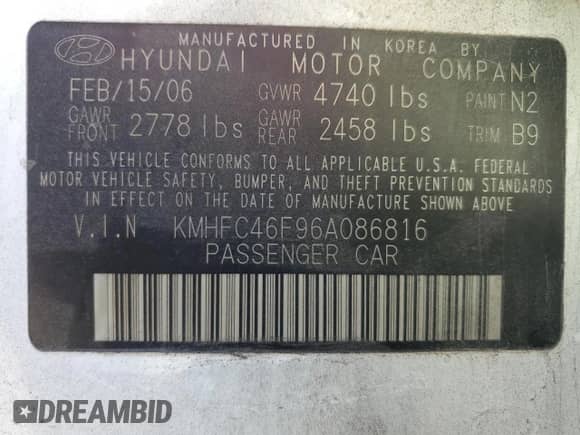 MANUFACTURED IN KOREA BY
HYUNDAI MOTOR COMPANY
FEB/15/06 GVWR 4740 lbs PAINT N2
GAWR FRONT 2778 lbs GAWR REAR 2458 lbs TRIM B9
THIS VEHICLE CONFORMS TO ALL APPLICABLE U.S.A. FEDERAL
MOTOR VEHICLE SAFETY, BUMPER, AND THEFT PREVENTION STANDARDS
IN EFFECT ON THE DATE OF MANUFACTURE SHOWN ABOVE
V.I.N KMHFC46F96A086816
PASSENGER CAR
DREAMBID